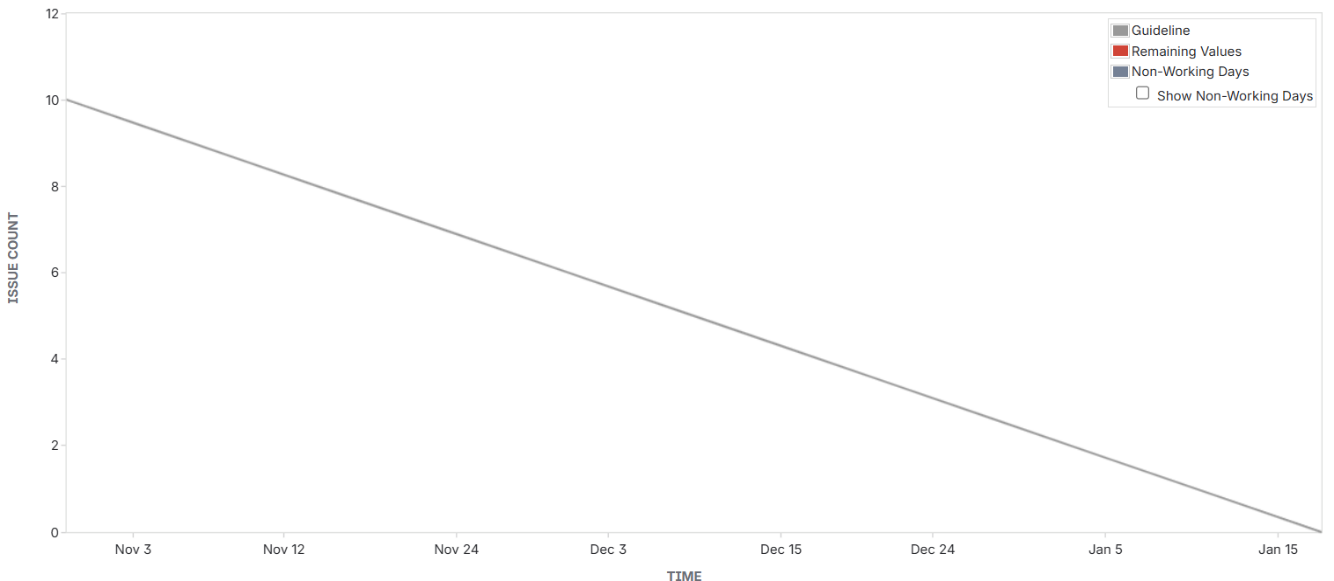 12
10
8
6
4
2
0
ISSUE COUNT
Guideline
Remaining Values
Non-Working Days
Show Non-Working Days
Nov 3 Nov 12 Nov 24 Dec 3 Dec 15 Dec 24 Jan 5 Jan 15
TIME